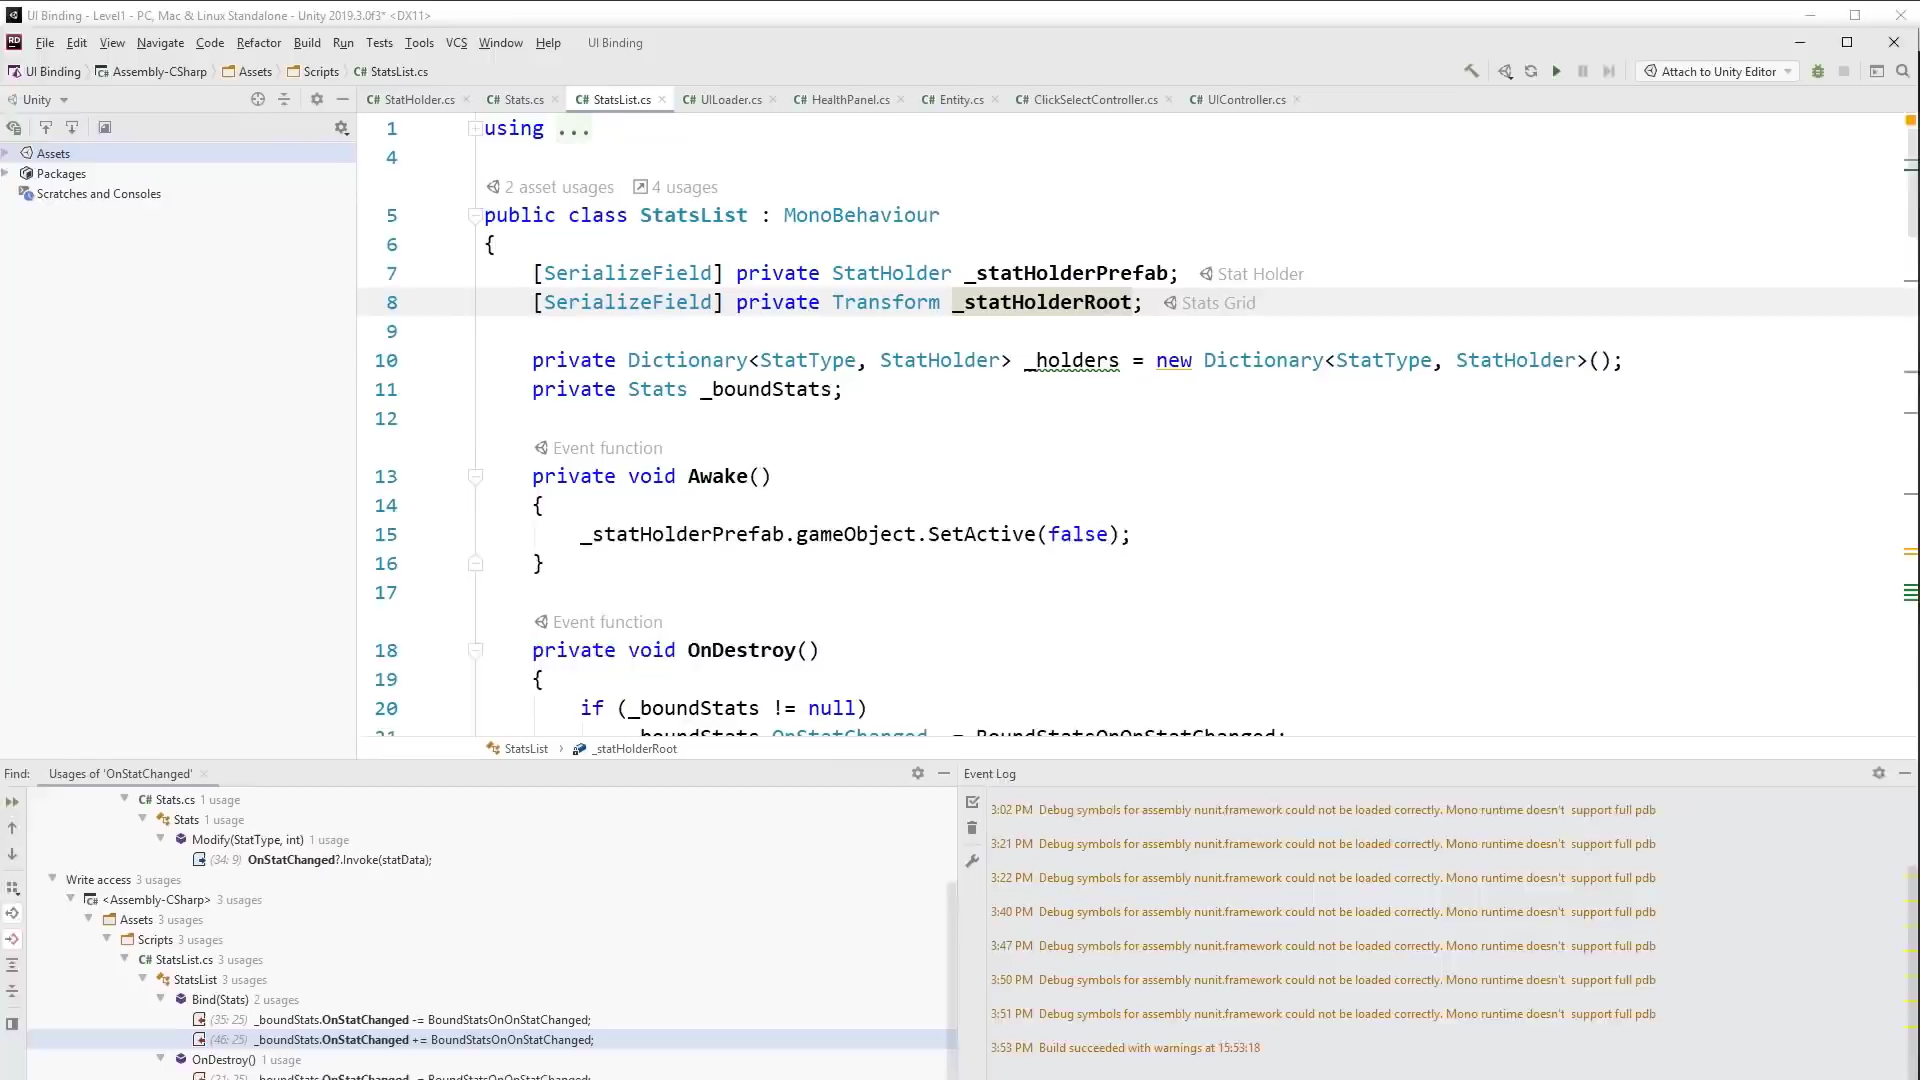 UI Binding - Level1 - PC, Mac & Linux Standalone - Unity 2019.3.0f3* <DX11>
RD File Edit View Navigate Code Refactor Build Run Tests Tools VCS Window Help UI Binding
UI Binding Assembly-CSharp Assets Scripts C# StatsList.cs
Attach to Unity Editor
Unity
C# StatHolder.cs C# Stats.cs C# StatsList.cs C# UILoader.cs C# HealthPanel.cs C# Entity.cs C# ClickSelectController.cs C# UIController.cs
Assets
Packages
Scratches and Consoles
1 using ...
4
2 asset usages 4 usages
5 public class StatsList : MonoBehaviour
6 {
7 [SerializeField] private StatHolder _statHolderPrefab; Stat Holder
8 [SerializeField] private Transform _statHolderRoot; Stats Grid
9
10 private Dictionary<StatType, StatHolder> _holders = new Dictionary<StatType, StatHolder>();
11 private Stats _boundStats;
12
Event function
13 private void Awake()
14 {
15 _statHolderPrefab.gameObject.SetActive(false);
16 }
17
Event function
18 private void OnDestroy()
19 {
20 if (_boundStats != null)
21 _boundStats.OnStatChanged -= BoundStatsOnOnStatChanged;
StatsList › _statHolderRoot
Find: Usages of 'OnStatChanged'
C# Stats.cs 1 usage
Stats 1 usage
Modify(StatType, int) 1 usage
(34: 9) OnStatChanged?.Invoke(statData);
Write access 3 usages
<Assembly-CSharp> 3 usages
Assets 3 usages
Scripts 3 usages
C# StatsList.cs 3 usages
StatsList 3 usages
Bind(Stats) 2 usages
(35: 25) _boundStats.OnStatChanged -= BoundStatsOnOnStatChanged;
(46: 25) _boundStats.OnStatChanged += BoundStatsOnOnStatChanged;
OnDestroy() 1 usage
(21: 25) _boundStats.OnStatChanged -= BoundStatsOnOnStatChanged;
Event Log
3:02 PM Debug symbols for assembly nunit.framework could not be loaded correctly. Mono runtime doesn't support full pdb
3:21 PM Debug symbols for assembly nunit.framework could not be loaded correctly. Mono runtime doesn't support full pdb
3:22 PM Debug symbols for assembly nunit.framework could not be loaded correctly. Mono runtime doesn't support full pdb
3:40 PM Debug symbols for assembly nunit.framework could not be loaded correctly. Mono runtime doesn't support full pdb
3:47 PM Debug symbols for assembly nunit.framework could not be loaded correctly. Mono runtime doesn't support full pdb
3:50 PM Debug symbols for assembly nunit.framework could not be loaded correctly. Mono runtime doesn't support full pdb
3:51 PM Debug symbols for assembly nunit.framework could not be loaded correctly. Mono runtime doesn't support full pdb
3:53 PM Build succeeded with warnings at 15:53:18